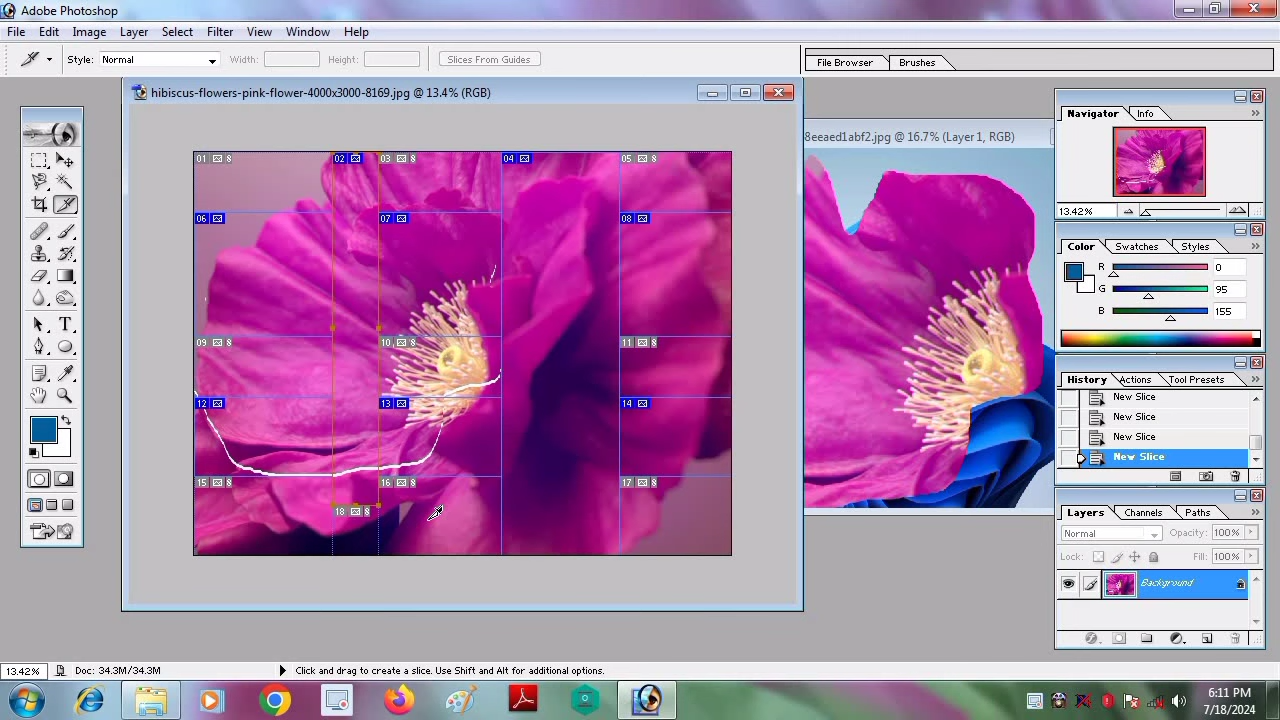 Adobe Photoshop
File Edit Image Layer Select Filter View Window Help
Style: Normal Width: Height: Slices From Guides File Browser Brushes
hibiscus-flowers-pink-flower-4000x3000-8169.jpg @ 13.4% (RGB)
8eeaed1abf2.jpg @ 16.7% (Layer 1, RGB)
Navigator Info
13.42%
Color Swatches Styles
R 0
G 95
B 155
History Actions Tool Presets
New Slice
New Slice
New Slice
New Slice
Layers Channels Paths
Normal Opacity: 100%
Lock: Fill: 100%
Background
01 02 03 04 05
06 07 08
09 10 11
12 13 14
15 16 17
18
13.42% Doc: 34.3M/34.3M Click and drag to create a slice. Use Shift and Alt for additional options.
6:11 PM
7/18/2024